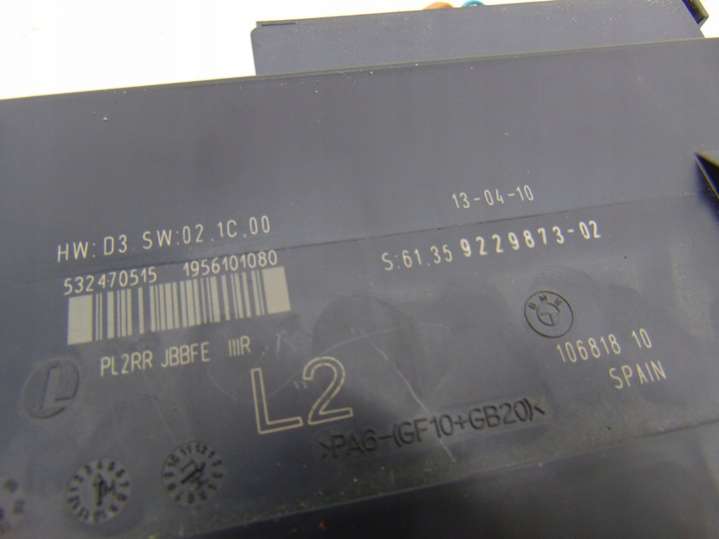 13-04-10
HW: D3 SW:02.1C.00
S:61.35 9229873-02
532470515 1956101080
BMW
PL2RR JBBFE IIIR
106818 10
L2
SPAIN
>PA6-(GF10+GB20)<